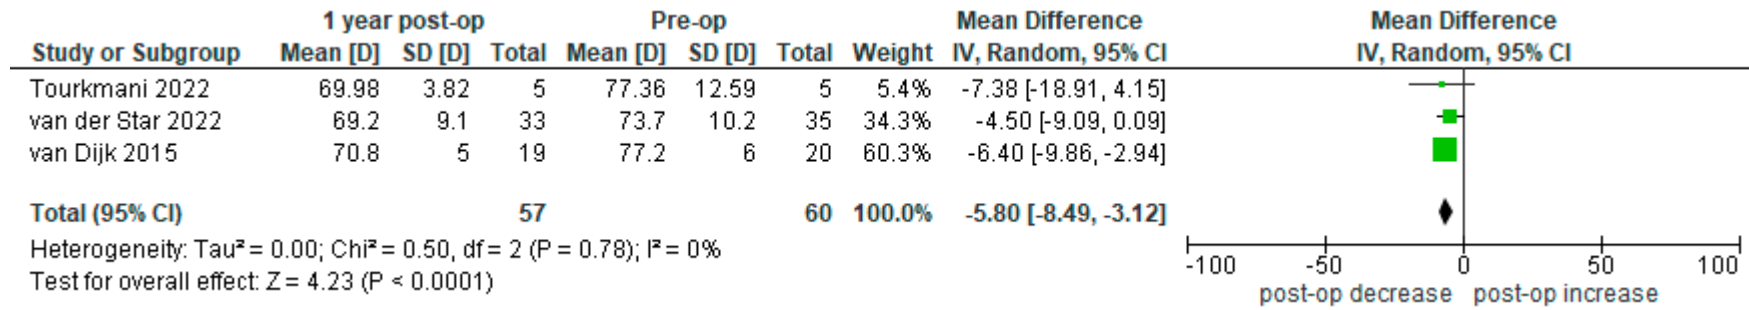 1 year post-op Pre-op Mean Difference Mean Difference
Study or Subgroup Mean [D] SD [D] Total Mean [D] SD [D] Total Weight IV, Random, 95% CI IV, Random, 95% CI
Tourkmani 2022 69.98 3.82 5 77.36 12.59 5 5.4% -7.38 [-18.91, 4.15]
van der Star 2022 69.2 9.1 33 73.7 10.2 35 34.3% -4.50 [-9.09, 0.09]
van Dijk 2015 70.8 5 19 77.2 6 20 60.3% -6.40 [-9.86, -2.94]
Total (95% CI) 57 60 100.0% -5.80 [-8.49, -3.12]
Heterogeneity: Tau² = 0.00; Chi² = 0.50, df = 2 (P = 0.78); I² = 0%
Test for overall effect: Z = 4.23 (P < 0.0001)
-100 -50 0 50 100
post-op decrease post-op increase